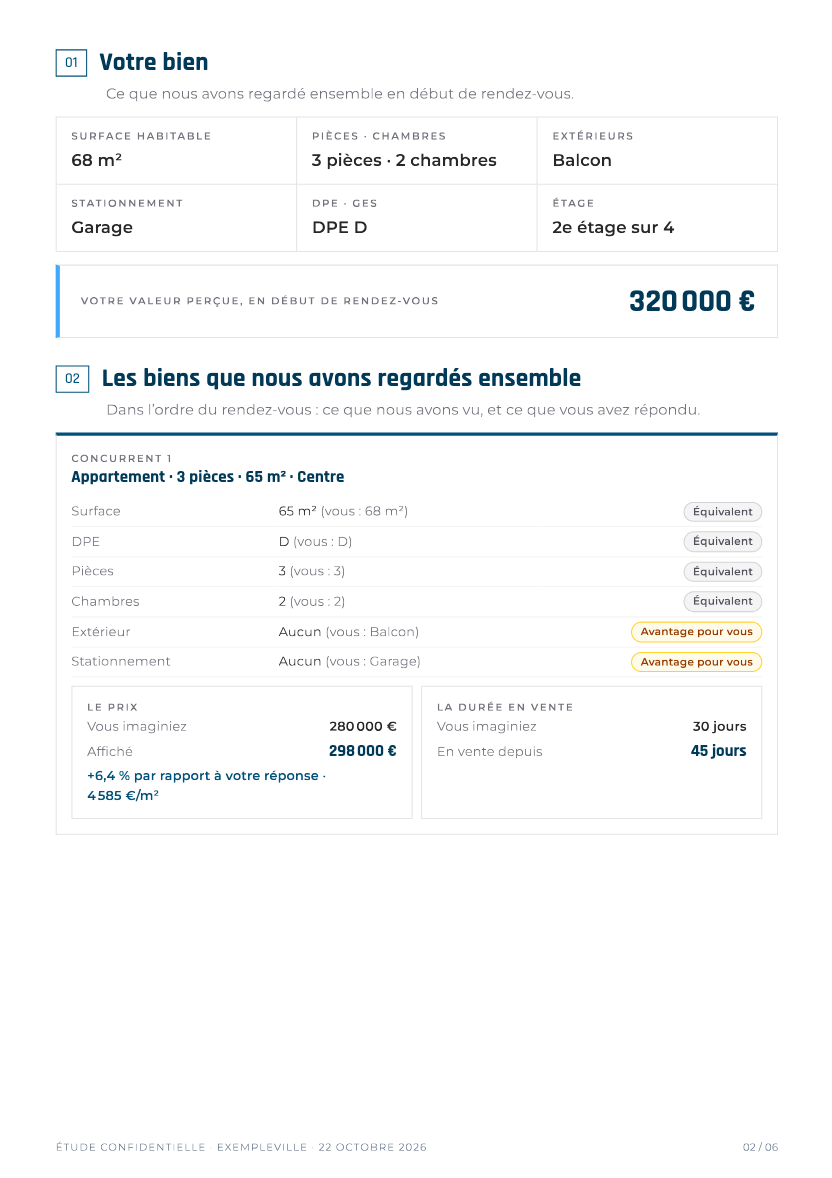 01 Votre bien
Ce que nous avons regardé ensemble en début de rendez-vous.
SURFACE HABITABLE
68 m²
PIÈCES · CHAMBRES
3 pièces · 2 chambres
EXTÉRIEURS
Balcon
STATIONNEMENT
Garage
DPE · GES
DPE D
ÉTAGE
2e étage sur 4
VOTRE VALEUR PERÇUE, EN DÉBUT DE RENDEZ-VOUS 320 000 €
02 Les biens que nous avons regardés ensemble
Dans l’ordre du rendez-vous : ce que nous avons vu, et ce que vous avez répondu.
CONCURRENT 1
Appartement · 3 pièces · 65 m² · Centre
Surface 65 m² (vous : 68 m²) Équivalent
DPE D (vous : D) Équivalent
Pièces 3 (vous : 3) Équivalent
Chambres 2 (vous : 2) Équivalent
Extérieur Aucun (vous : Balcon) Avantage pour vous
Stationnement Aucun (vous : Garage) Avantage pour vous
LE PRIX
Vous imaginiez 280 000 €
Affiché 298 000 €
+6,4 % par rapport à votre réponse ·
4 585 €/m²
LA DURÉE EN VENTE
Vous imaginiez 30 jours
En vente depuis 45 jours
ÉTUDE CONFIDENTIELLE · EXEMPLEVILLE · 22 OCTOBRE 2026 02 / 06